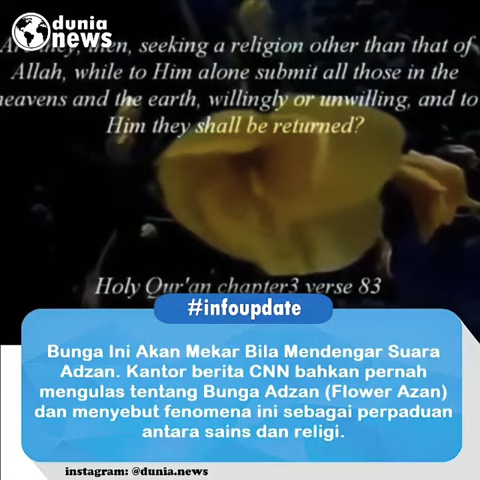 dunia
news
then, seeking a religion other than that of
Allah, while to Him alone submit all those in the
heavens and the earth, willingly or unwilling, and to
Him they shall be returned?
Holy Qur'an chapter3 verse 83
#infoupdate
Bunga Ini Akan Mekar Bila Mendengar Suara
Adzan. Kantor berita CNN bahkan pernah
mengulas tentang Bunga Adzan (Flower Azan)
dan menyebut fenomena ini sebagai perpaduan
antara sains dan religi.
instagram: @dunia.news